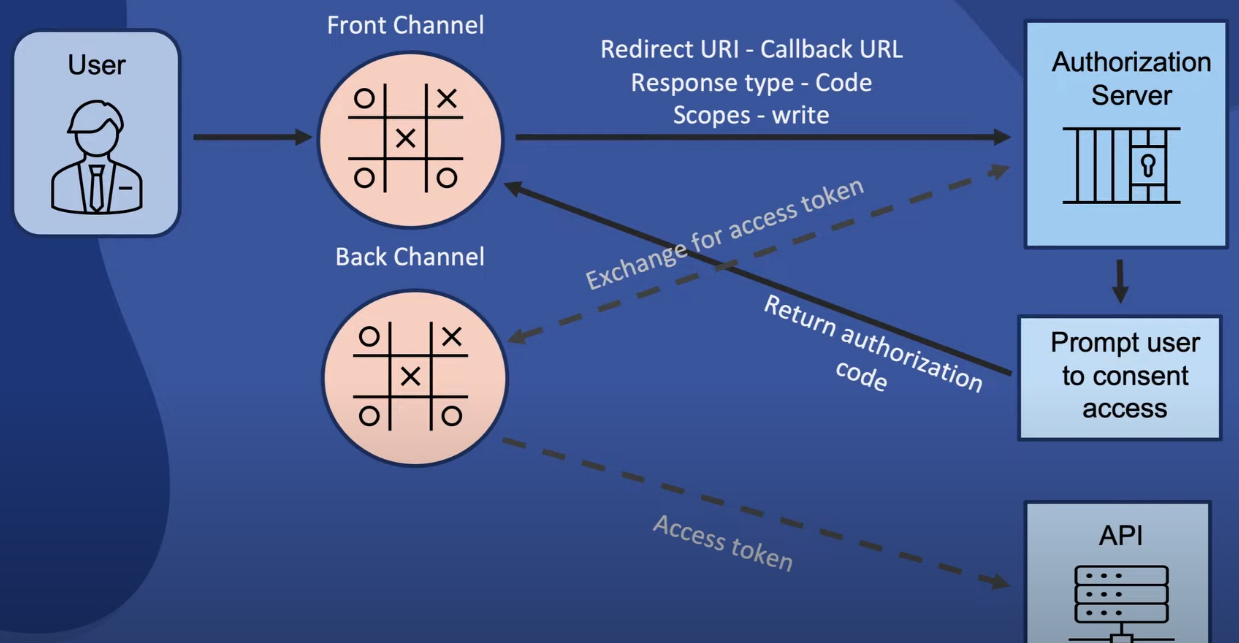 User
Front Channel
Redirect URI - Callback URL
Response type - Code
Scopes - write
Authorization
Server
Exchange for access token
Back Channel
Return authorization
code
Prompt user
to consent
access
Access token
API